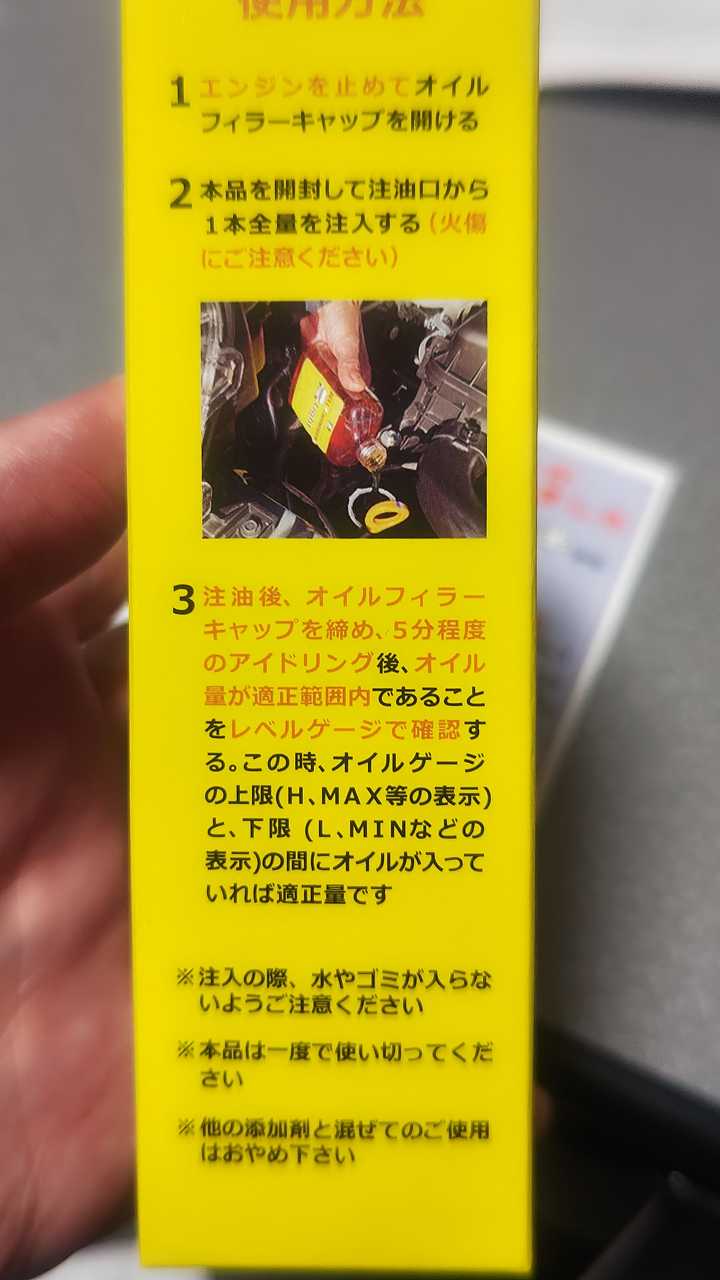 使用方法
1 エンジンを止めてオイル
フィラーキャップを開ける
2 本品を開封して注油口から
1本全量を注入する(火傷
にご注意ください)
3 注油後、オイルフィラー
キャップを締め、5分程度
のアイドリング後、オイル
量が適正範囲内であること
をレベルゲージで確認す
る。この時、オイルゲージ
の上限(H、MAX等の表示)
と、下限(L、MINなどの
表示)の間にオイルが入って
いれば適正量です
※注入の際、水やゴミが入らな
いようご注意ください
※本品は一度で使い切ってくだ
さい
※他の添加剤と混ぜてのご使用
はおやめ下さい